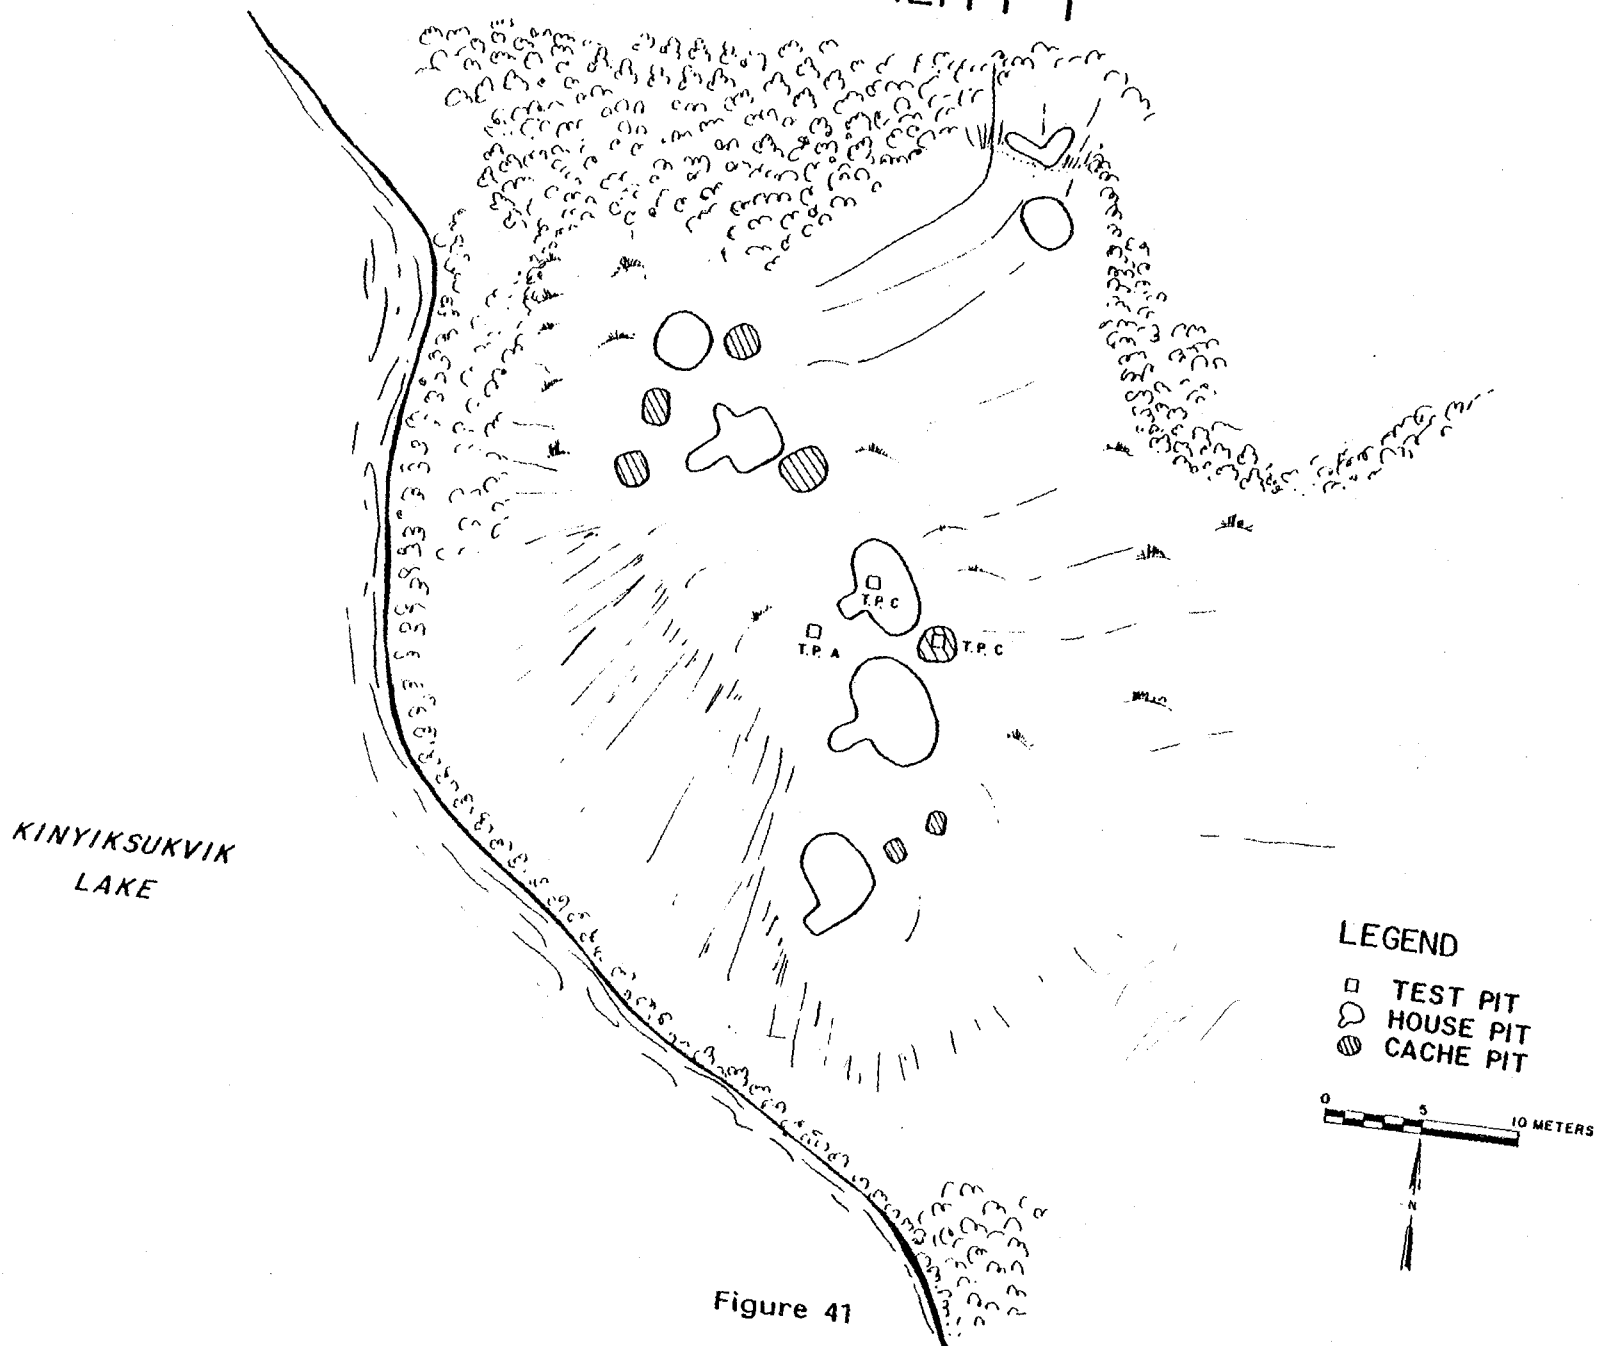 T.P. C
T.P. A
T.P. C
KINYIKSUKVIK
LAKE
LEGEND
TEST PIT
HOUSE PIT
CACHE PIT
0 5 10 METERS
N
Figure 41